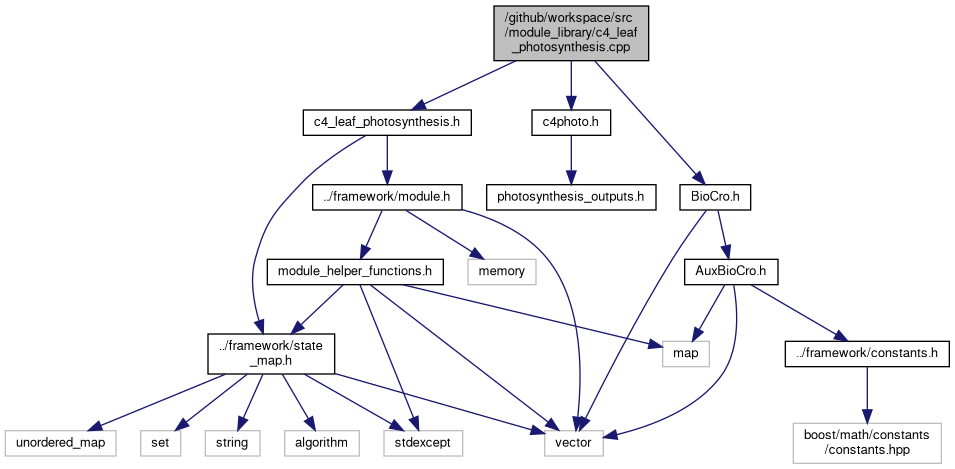 /github/workspace/src
/module_library/c4_leaf
_photosynthesis.cpp
c4_leaf_photosynthesis.h
c4photo.h
../framework/module.h
photosynthesis_outputs.h
BioCro.h
module_helper_functions.h
memory
AuxBioCro.h
../framework/state
_map.h
map
../framework/constants.h
unordered_map
set
string
algorithm
stdexcept
vector
boost/math/constants
/constants.hpp